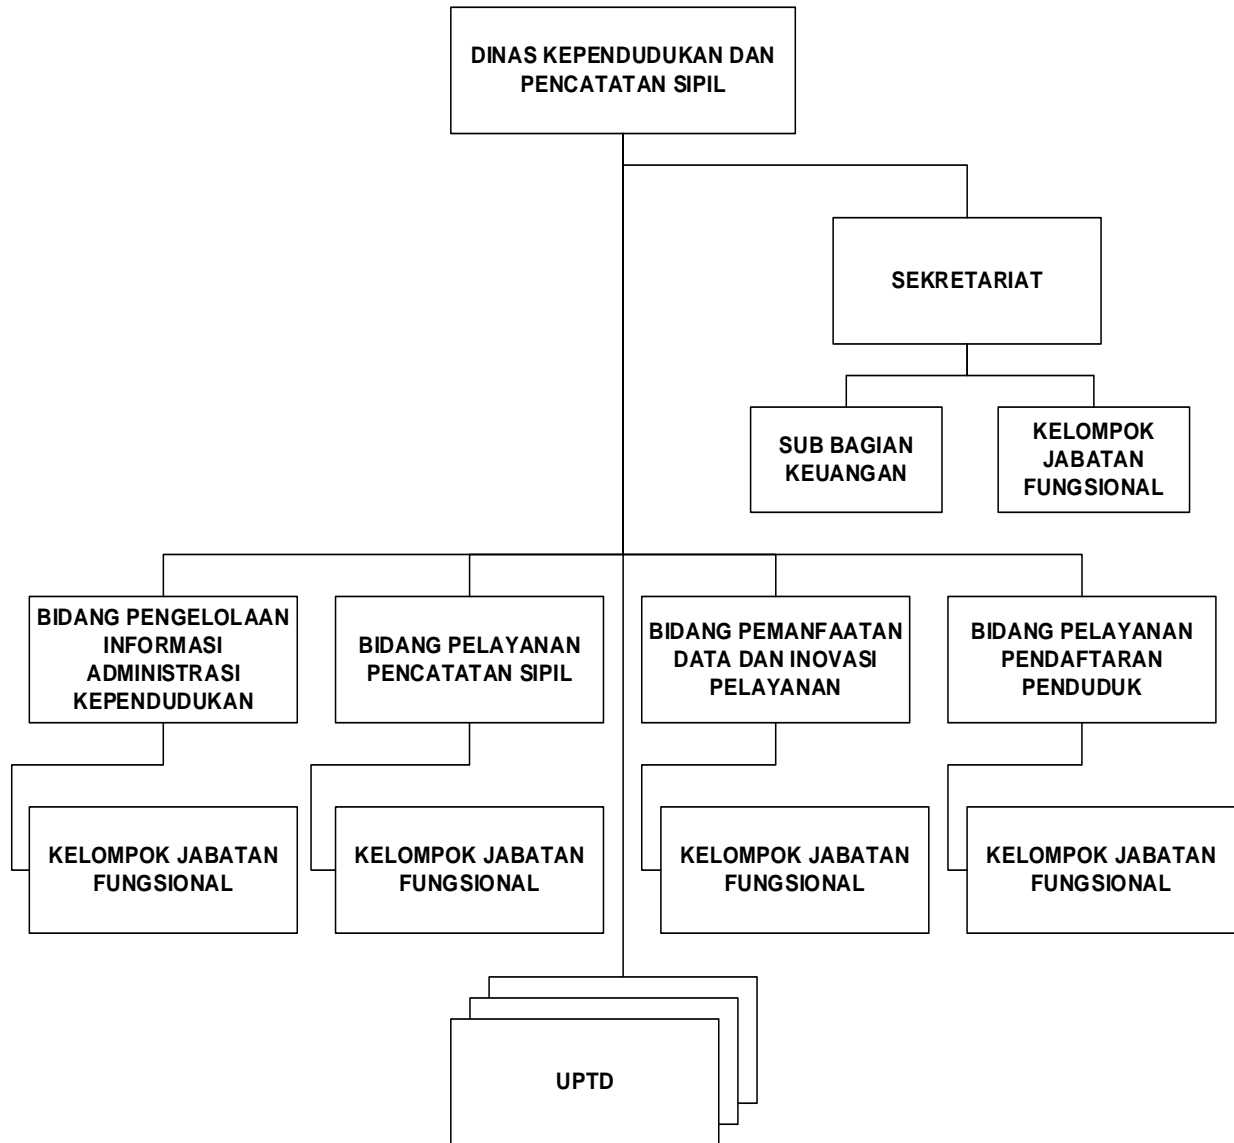 DINAS KEPENDUDUKAN DAN
PENCATATAN SIPIL
SEKRETARIAT
SUB BAGIAN
KEUANGAN
KELOMPOK
JABATAN
FUNGSIONAL
BIDANG PENGELOLAAN
INFORMASI
ADMINISTRASI
KEPENDUDUKAN
BIDANG PELAYANAN
PENCATATAN SIPIL
BIDANG PEMANFAATAN
DATA DAN INOVASI
PELAYANAN
BIDANG PELAYANAN
PENDAFTARAN
PENDUDUK
KELOMPOK JABATAN
FUNGSIONAL
KELOMPOK JABATAN
FUNGSIONAL
KELOMPOK JABATAN
FUNGSIONAL
KELOMPOK JABATAN
FUNGSIONAL
UPTD